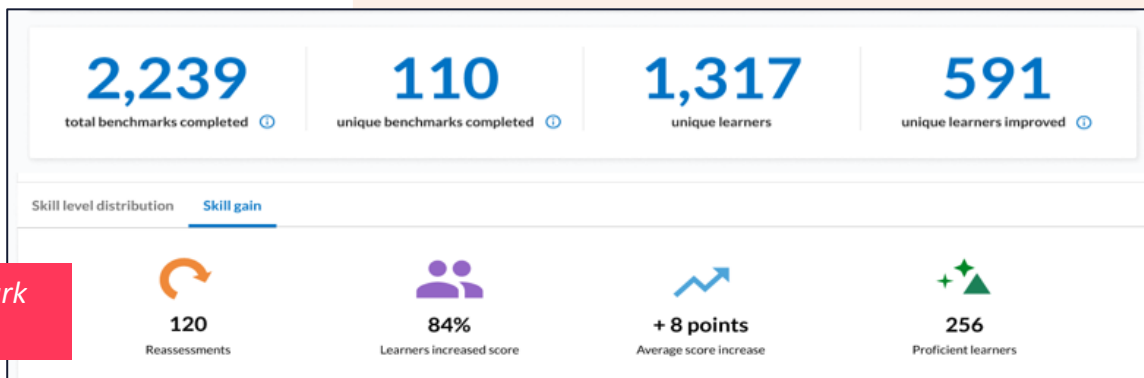 2,239
total benchmarks completed
110
unique benchmarks completed
1,317
unique learners
591
unique learners improved
Skill level distribution
Skill gain
rk
120
Reassessments
84%
Learners increased score
+ 8 points
Average score increase
256
Proficient learners